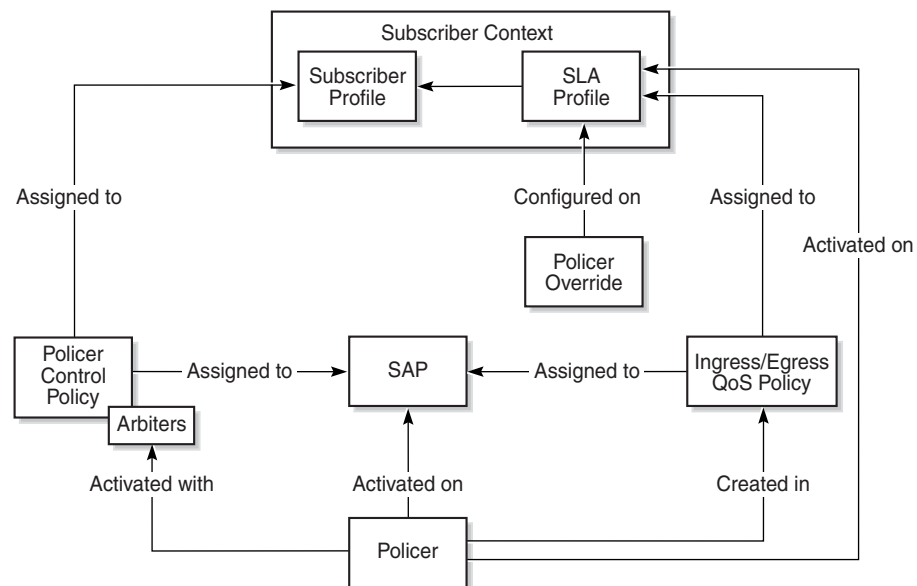 Subscriber Context
Subscriber
Profile
SLA
Profile
Assigned to
Configured on
Assigned to
Activated on
Policer
Override
Policer
Control
Policy
Arbiters
Assigned to
SAP
Assigned to
Ingress/Egress
QoS Policy
Activated with
Activated on
Created in
Policer